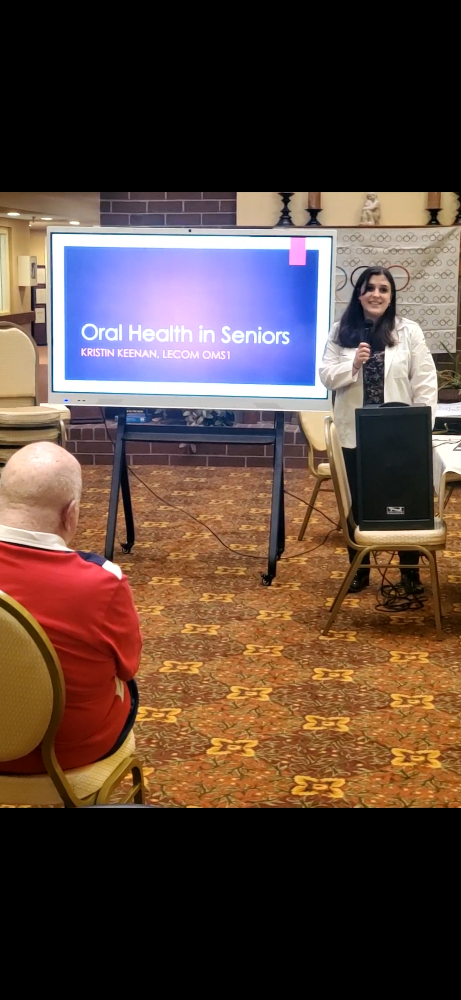 Oral Health in Seniors
KRISTIN KEENAN, LECOM OMS1